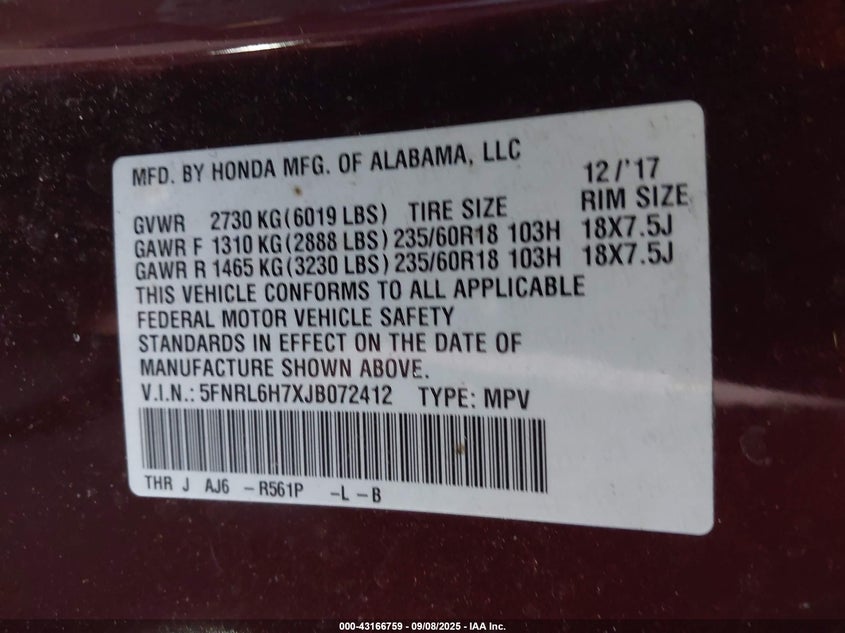 MFD. BY HONDA MFG. OF ALABAMA, LLC 12/'17
GVWR 2730 KG(6019 LBS) TIRE SIZE RIM SIZE
GAWR F 1310 KG(2888 LBS) 235/60R18 103H 18X7.5J
GAWR R 1465 KG(3230 LBS) 235/60R18 103H 18X7.5J
THIS VEHICLE CONFORMS TO ALL APPLICABLE
FEDERAL MOTOR VEHICLE SAFETY
STANDARDS IN EFFECT ON THE DATE OF
MANUFACTURE SHOWN ABOVE.
V.I.N.: 5FNRL6H7XJB072412 TYPE: MPV
THR J AJ6 -R561P -L -B
000-43166759 - 09/08/2025 - IAA Inc.